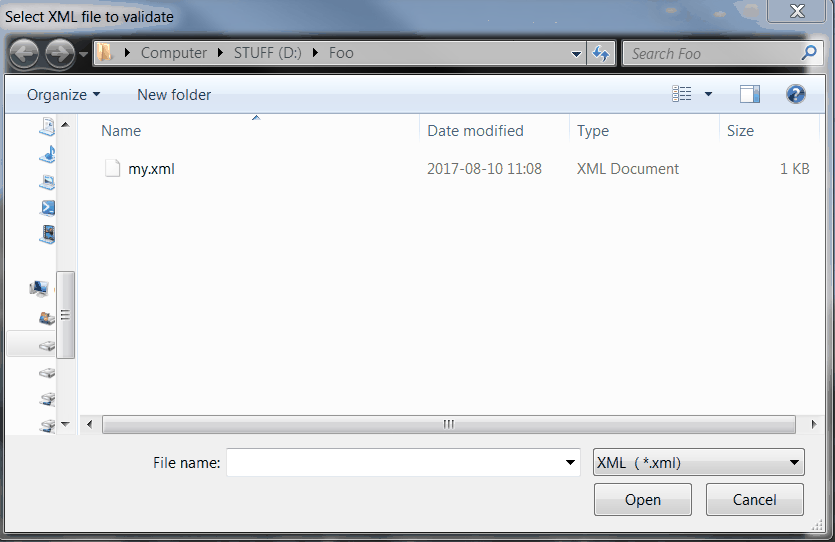 Select XML file to validate
Computer STUFF (D:) Foo
Search Foo
Organize New folder
Name Date modified Type Size
my.xml 2017-08-10 11:08 XML Document 1 KB
File name: XML ( *.xml)
Open Cancel